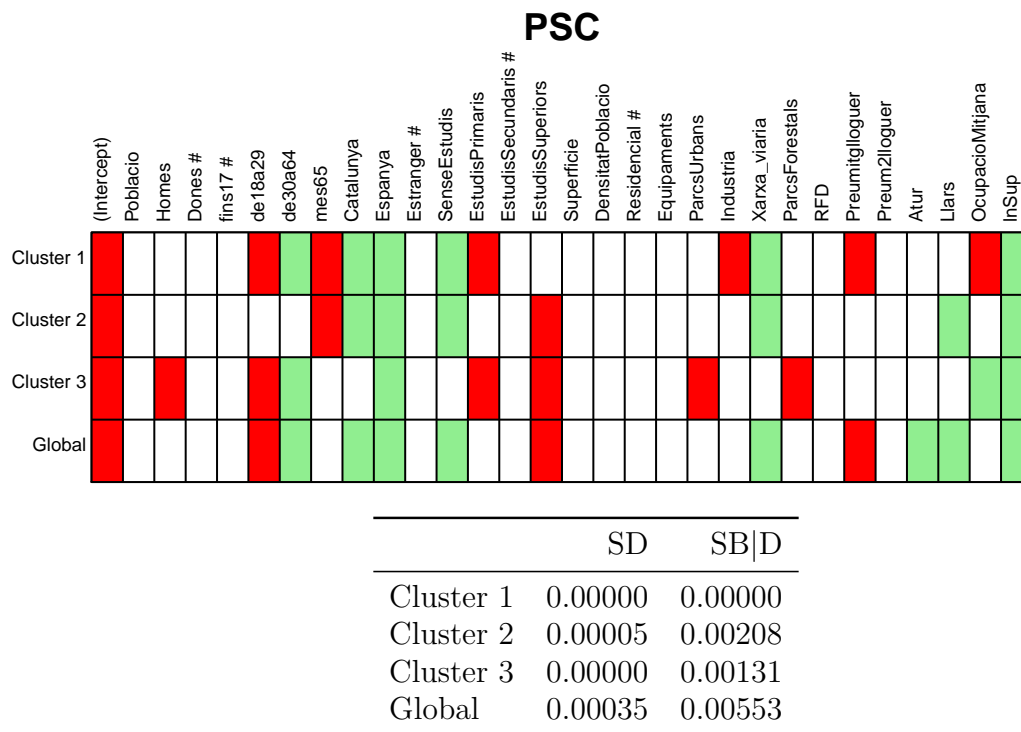 PSC
(Intercept)
Poblacio
Homes
Dones #
fins17 #
de18a29
de30a64
mes65
Catalunya
Espanya
Estranger #
SenseEstudis
EstudisPrimaris
EstudisSecundaris #
EstudisSuperiors
Superficie
DensitatPoblacio
Residencial #
Equipaments
ParcsUrbans
Industria
Xarxa_viaria
ParcsForestals
RFD
Preumitglloguer
Preum2lloguer
Atur
Llars
OcupacioMitjana
InSup
Cluster 1
Cluster 2
Cluster 3
Global
SD SB|D
Cluster 1 0.00000 0.00000
Cluster 2 0.00005 0.00208
Cluster 3 0.00000 0.00131
Global 0.00035 0.00553